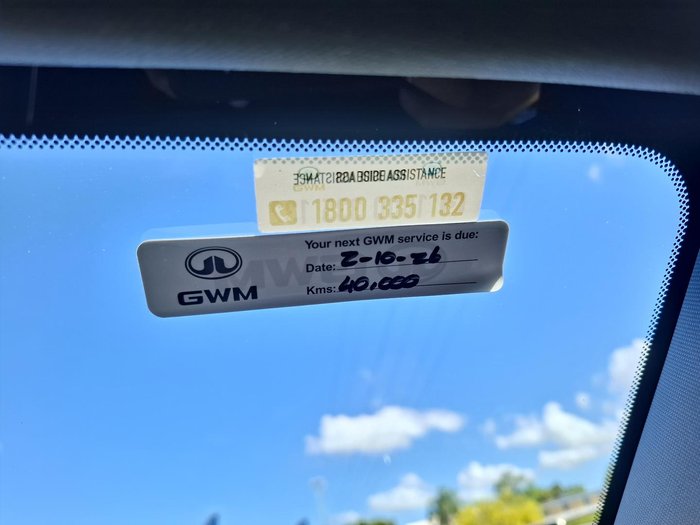 ROADSIDE ASSISTANCE
GWM
1800 335 132
Your next GWM service is due:
Date: 2-10-26
Kms: 40,000
GWM